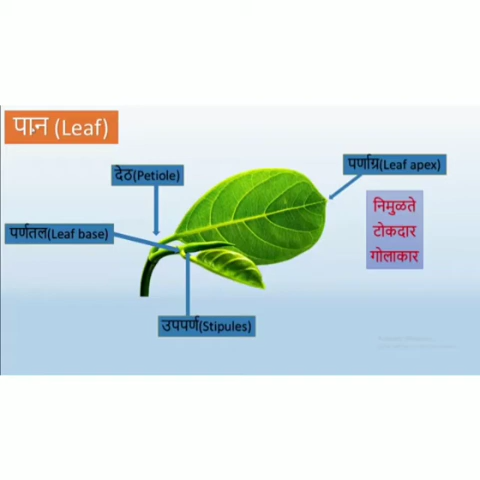 पान (Leaf)
पर्णाग्र(Leaf apex)
देठ(Petiole)
निमुळते
टोकदार
गोलाकार
पर्णतल(Leaf base)
उपपर्ण(Stipules)